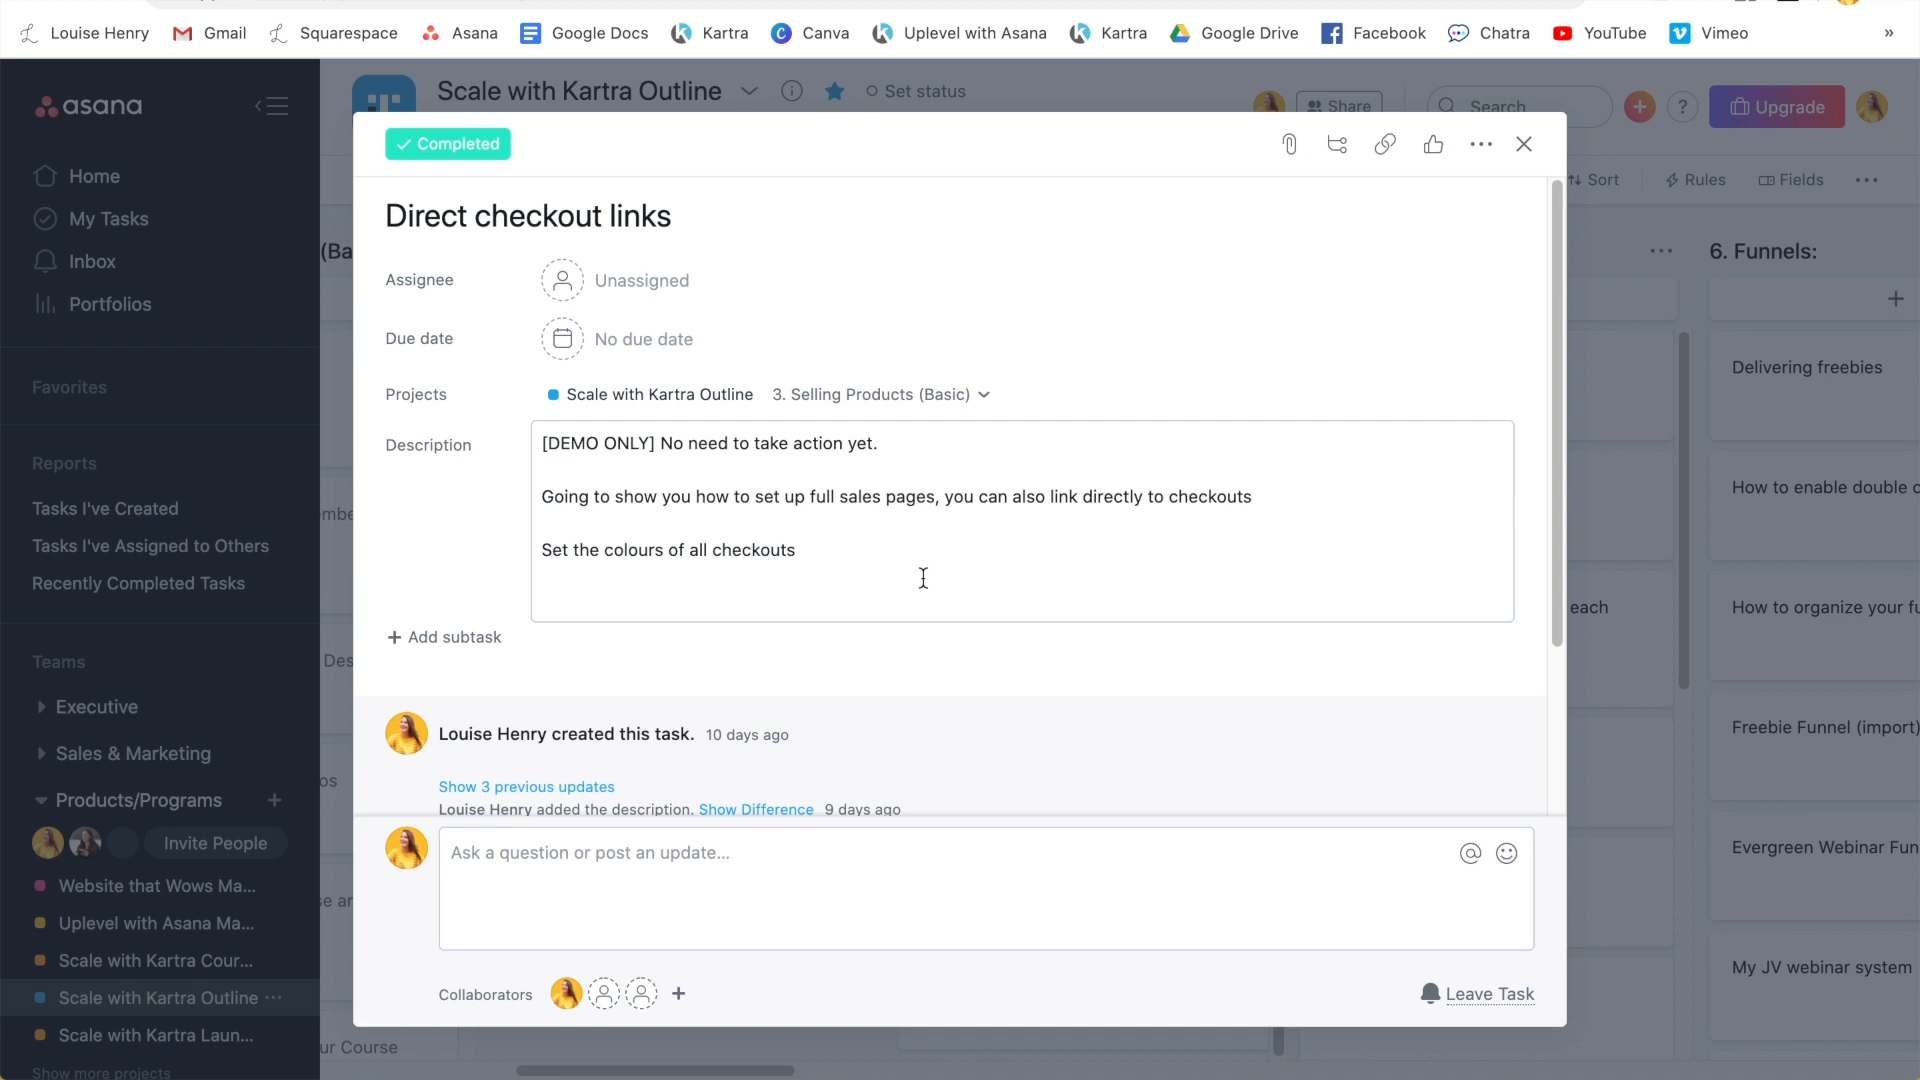 Louise Henry
Gmail
Squarespace
Asana
Google Docs
Kartra
Canva
Uplevel with Asana
Kartra
Google Drive
Facebook
Chatra
YouTube
Vimeo
»
asana
Scale with Kartra Outline
Set status
Share
Search
Upgrade
Home
My Tasks
Inbox
Portfolios
Favorites
Reports
Tasks I've Created
Tasks I've Assigned to Others
Recently Completed Tasks
Teams
Executive
Sales & Marketing
Products/Programs
Invite People
Website that Wows Ma...
Uplevel with Asana Ma...
Scale with Kartra Cour...
Scale with Kartra Outline
Scale with Kartra Laun...
Show more projects
Completed
Direct checkout links
Assignee
Unassigned
Due date
No due date
Projects
Scale with Kartra Outline 3. Selling Products (Basic)
Description
[DEMO ONLY] No need to take action yet.
Going to show you how to set up full sales pages, you can also link directly to checkouts
Set the colours of all checkouts
+ Add subtask
Louise Henry created this task. 10 days ago
Show 3 previous updates
Louise Henry added the description. Show Difference 9 days ago
Ask a question or post an update...
Collaborators
Leave Task
Sort
Rules
Fields
6. Funnels:
Delivering freebies
How to enable double
each
How to organize your
Freebie Funnel (import)
Evergreen Webinar Fun
My JV webinar system
(Ba
ur Course